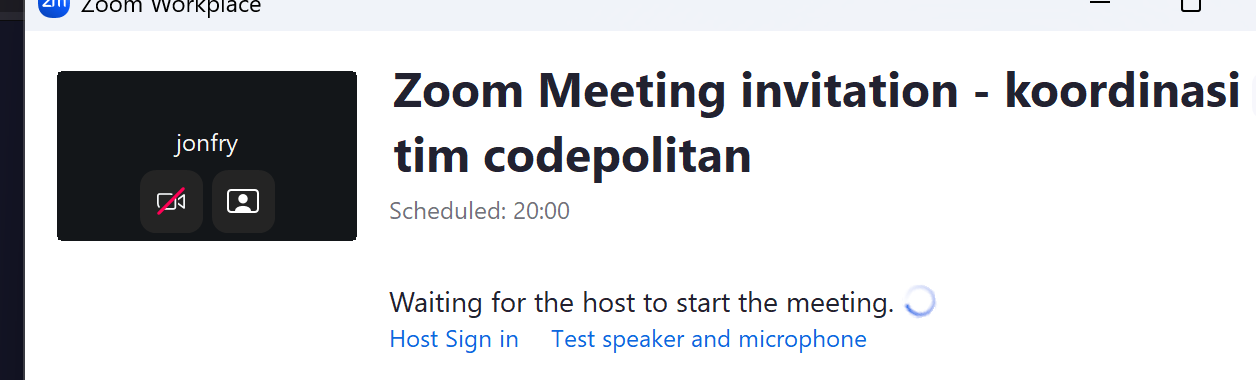 zm Zoom Workplace
jonfry
Zoom Meeting invitation - koordinasi
tim codepolitan
Scheduled: 20:00
Waiting for the host to start the meeting.
Host Sign in Test speaker and microphone